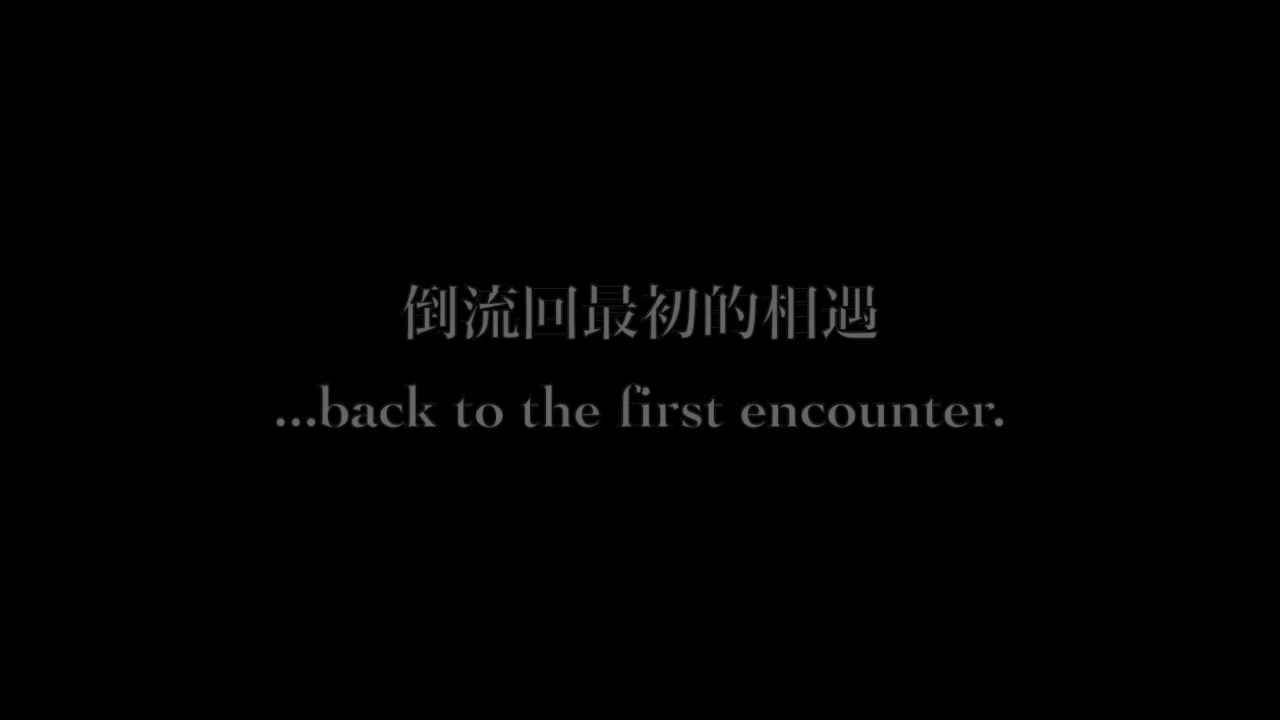 倒流回最初的相遇
...back to the first encounter.